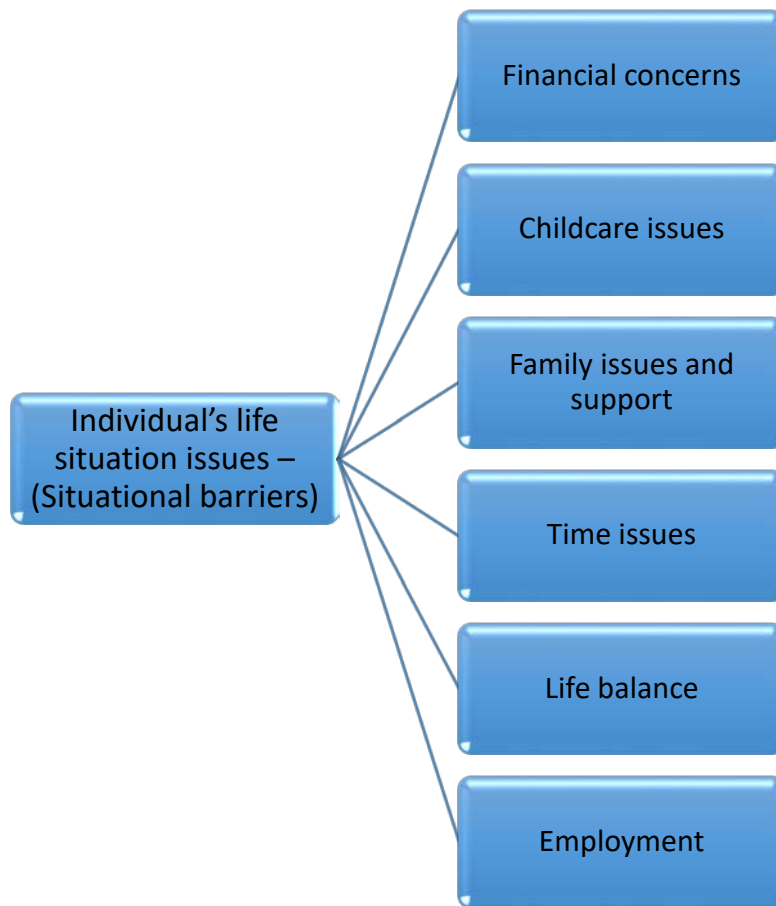 Financial concerns
Childcare issues
Family issues and
support
Individual’s life
situation issues –
(Situational barriers)
Time issues
Life balance
Employment